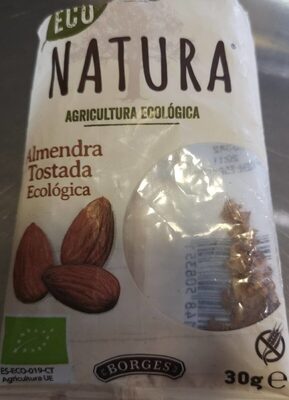 ECO
NATURA
AGRICULTURA ECOLÓGICA
Almendra
Tostada
Ecológica
ES-ECO-019-CT
Agricultura UE
BORGES
30g e